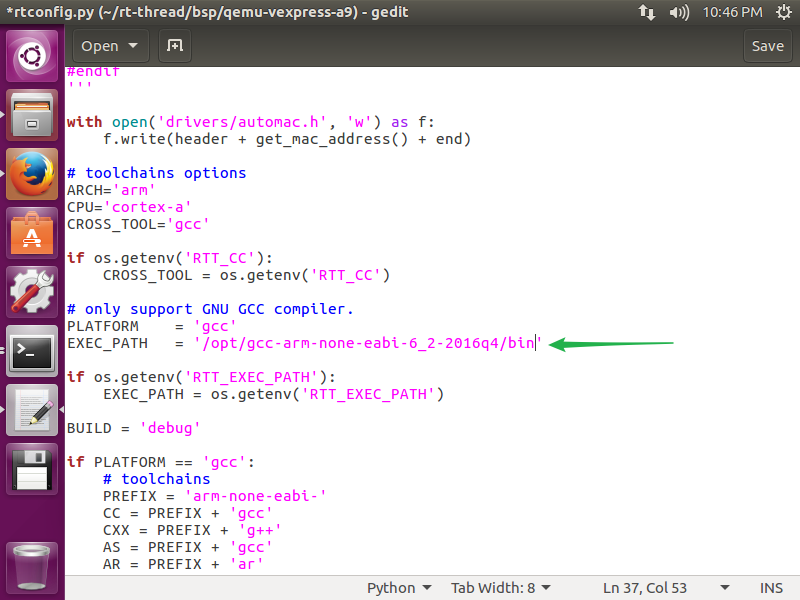 *rtconfig.py (~/rt-thread/bsp/qemu-vexpress-a9) - gedit
10:46 PM
Open
Save
#endif
'''
with open('drivers/automac.h', 'w') as f:
    f.write(header + get_mac_address() + end)
# toolchains options
ARCH='arm'
CPU='cortex-a'
CROSS_TOOL='gcc'
if os.getenv('RTT_CC'):
    CROSS_TOOL = os.getenv('RTT_CC')
# only support GNU GCC compiler.
PLATFORM    = 'gcc'
EXEC_PATH   = '/opt/gcc-arm-none-eabi-6_2-2016q4/bin'
if os.getenv('RTT_EXEC_PATH'):
    EXEC_PATH = os.getenv('RTT_EXEC_PATH')
BUILD = 'debug'
if PLATFORM == 'gcc':
    # toolchains
    PREFIX = 'arm-none-eabi-'
    CC = PREFIX + 'gcc'
    CXX = PREFIX + 'g++'
    AS = PREFIX + 'gcc'
    AR = PREFIX + 'ar'
Python
Tab Width: 8
Ln 37, Col 53
INS